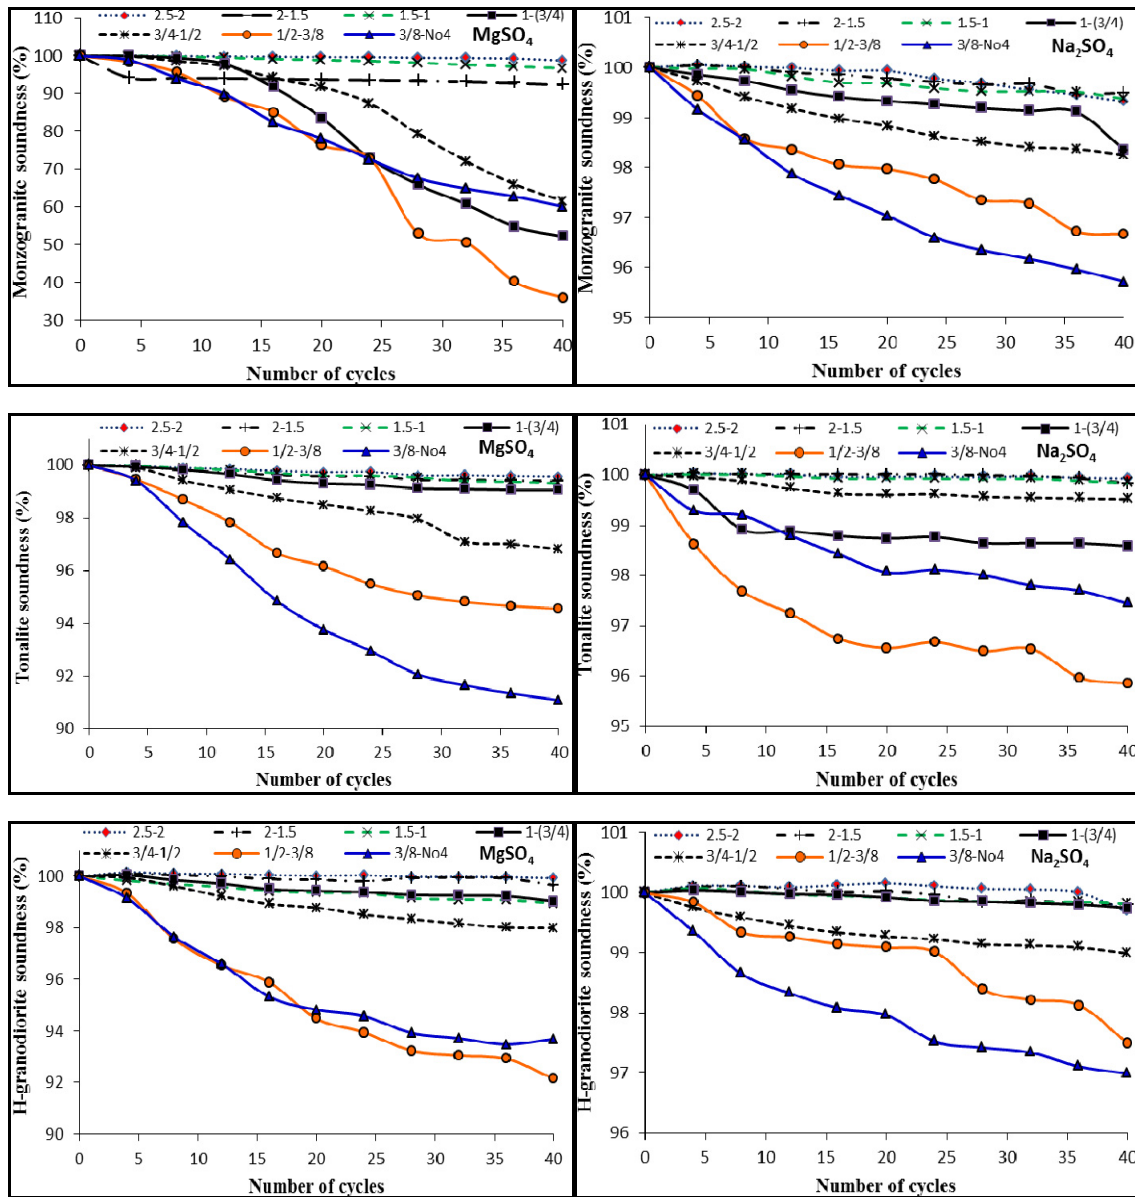 2.5-2 2-1.5 1.5-1 1-(3/4)
3/4-1/2 1/2-3/8 3/8-No4 MgSO4
Monzogranite soundness (%)
110
100
90
80
70
60
50
40
30
0 5 10 15 20 25 30 35 40
Number of cycles
2.5-2 2-1.5 1.5-1 1-(3/4)
3/4-1/2 1/2-3/8 3/8-No4 Na2SO4
Monzogranite soundness (%)
101
100
99
98
97
96
95
0 5 10 15 20 25 30 35 40
Number of cycles
2.5-2 2-1.5 1.5-1 1-(3/4)
3/4-1/2 1/2-3/8 3/8-No4 MgSO4
Tonalite soundness (%)
100
98
96
94
92
90
0 5 10 15 20 25 30 35 40
Number of cycles
2.5-2 2-1.5 1.5-1 1-(3/4)
3/4-1/2 1/2-3/8 3/8-No4 Na2SO4
Tonalite soundness (%)
101
100
99
98
97
96
95
0 5 10 15 20 25 30 35 40
Number of cycles
2.5-2 2-1.5 1.5-1 1-(3/4)
3/4-1/2 1/2-3/8 3/8-No4 MgSO4
H-granodiorite soundness (%)
100
98
96
94
92
90
0 5 10 15 20 25 30 35 40
Number of cycles
2.5-2 2-1.5 1.5-1 1-(3/4)
3/4-1/2 1/2-3/8 3/8-No4 Na2SO4
H-granodiorite soundness (%)
101
100
99
98
97
96
0 5 10 15 20 25 30 35 40
Number of cycles